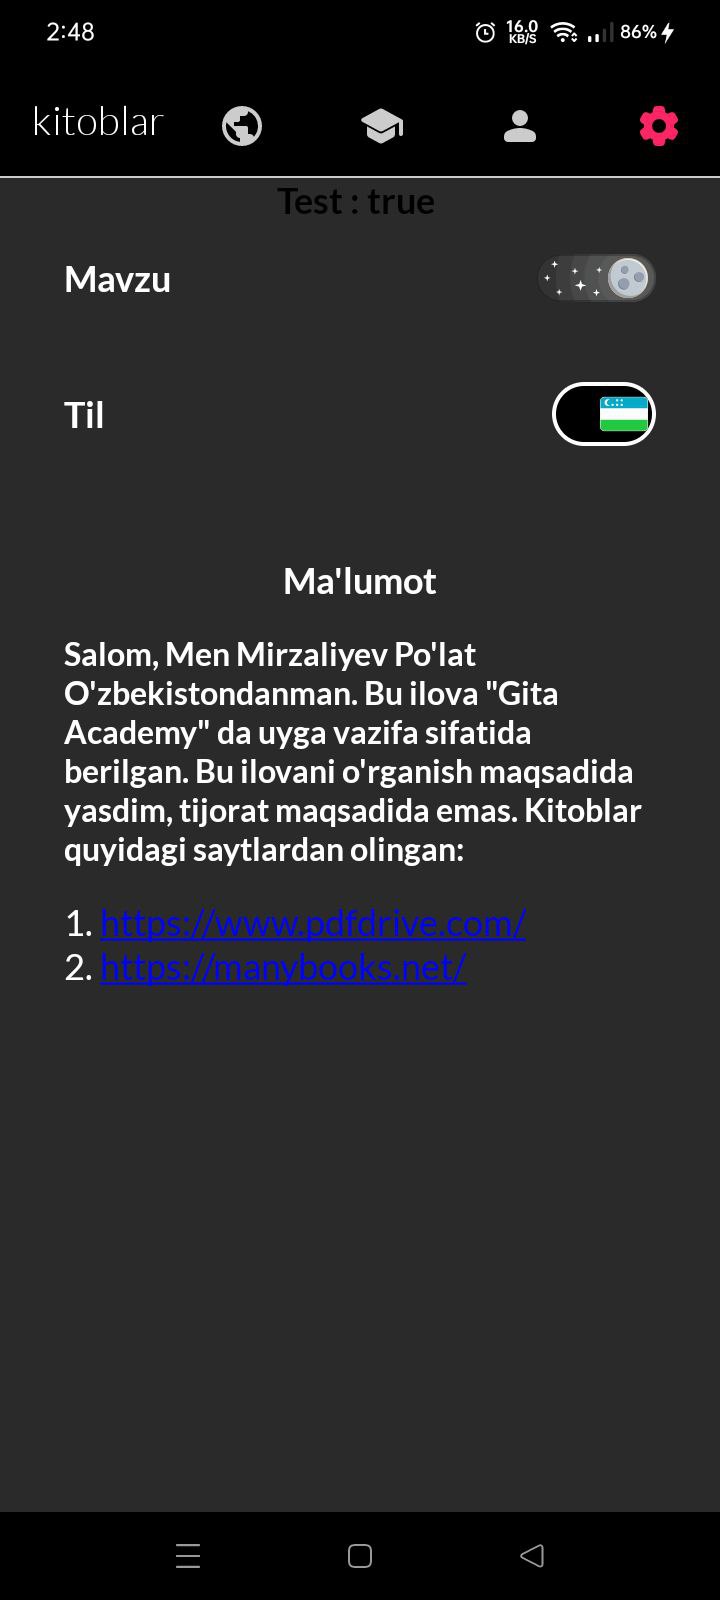 2:48
16.0
KB/S
86%
kitoblar
Test : true
Mavzu
Til
Ma'lumot
Salom, Men Mirzaliyev Po'lat
O'zbekistondanman. Bu ilova "Gita
Academy" da uyga vazifa sifatida
berilgan. Bu ilovani o'rganish maqsadida
yasdim, tijorat maqsadida emas. Kitoblar
quyidagi saytlardan olingan:
1. https://www.pdfdrive.com/
2. https://manybooks.net/